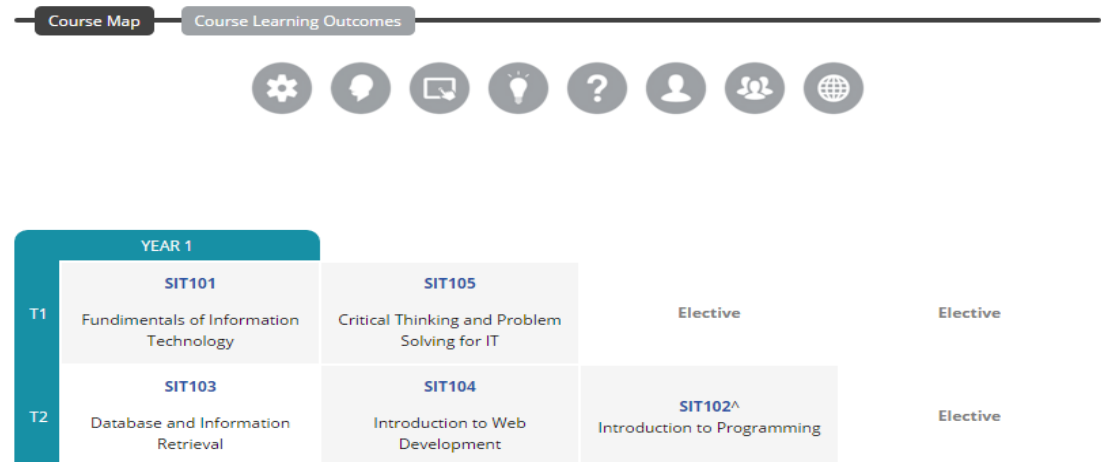 Course Map
Course Learning Outcomes
?
YEAR 1
T1
SIT101
Fundimentals of Information
Technology
SIT105
Critical Thinking and Problem
Solving for IT
Elective
Elective
T2
SIT103
Database and Information
Retrieval
SIT104
Introduction to Web
Development
SIT102^
Introduction to Programming
Elective